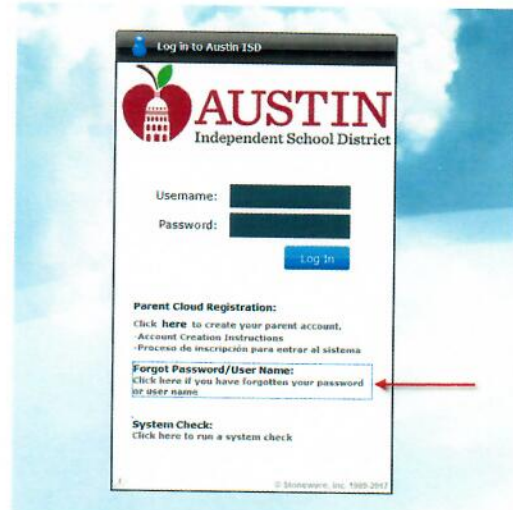 Log in to Austin ISD
AUSTIN
Independent School District
Username:
Password:
Log In
Parent Cloud Registration:
Click here to create your parent account.
-Account Creation Instructions
-Proceso de inscripción para entrar al sistema
Forgot Password/User Name:
Click here if you have forgotten your password
or user name
System Check:
Click here to run a system check
© Stoneware, Inc. 1989-2017